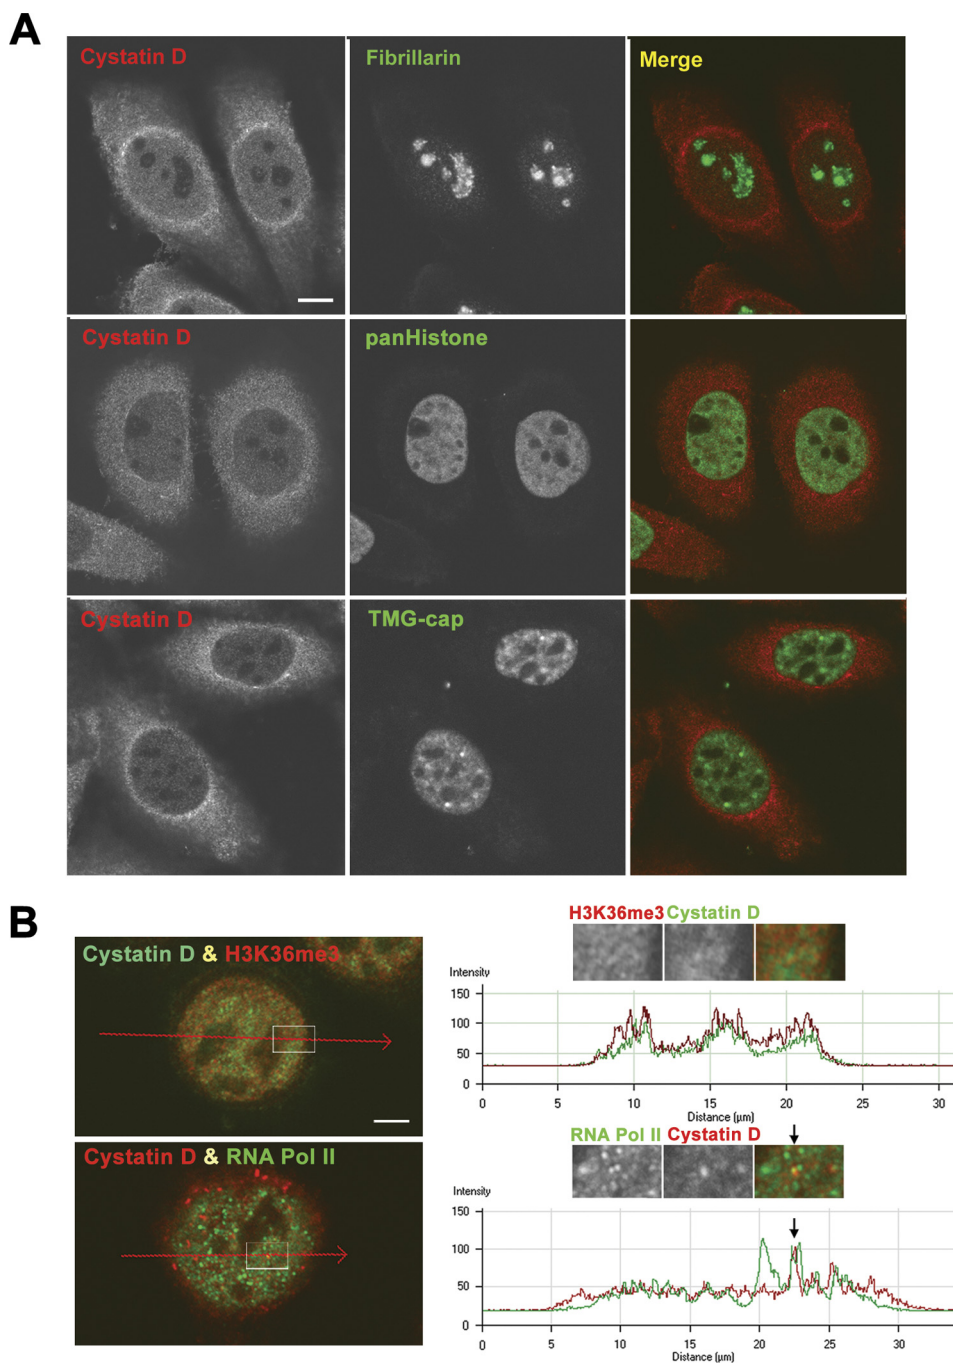 A
Cystatin D
Fibrillarin
Merge
Cystatin D
panHistone
Cystatin D
TMG-cap
B
Cystatin D & H3K36me3
H3K36me3 Cystatin D
Intensity
150
100
50
0
0 5 10 15 20 25 30
Distance (µm)
Cystatin D & RNA Pol II
RNA Pol II Cystatin D
Intensity
150
100
50
0
0 5 10 15 20 25 30
Distance (µm)